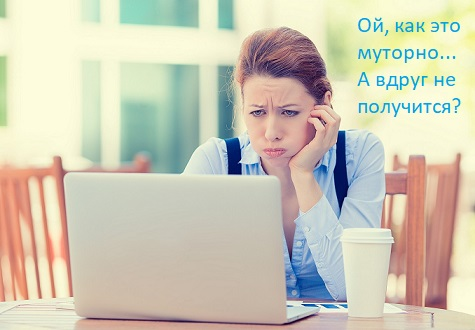 Ой, как это
муторно...
А вдруг не
получится?